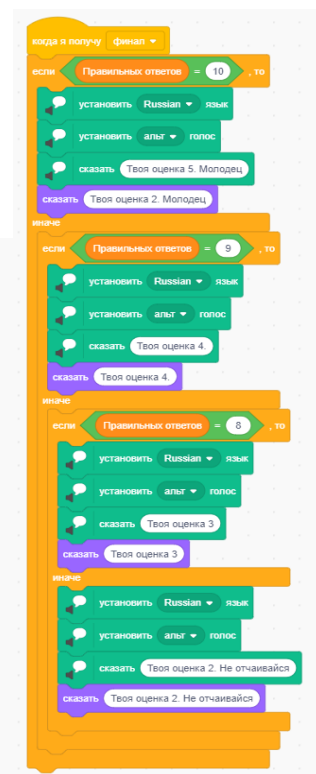 когда я получу финал
если Правильных ответов = 10 , то
установить Russian язык
установить альт голос
сказать Твоя оценка 5. Молодец
сказать Твоя оценка 2. Молодец
иначе
если Правильных ответов = 9 , то
установить Russian язык
установить альт голос
сказать Твоя оценка 4.
сказать Твоя оценка 4.
иначе
если Правильных ответов = 8 , то
установить Russian язык
установить альт голос
сказать Твоя оценка 3
сказать Твоя оценка 3
иначе
установить Russian язык
установить альт голос
сказать Твоя оценка 2. Не отчаивайся
сказать Твоя оценка 2. Не отчаивайся